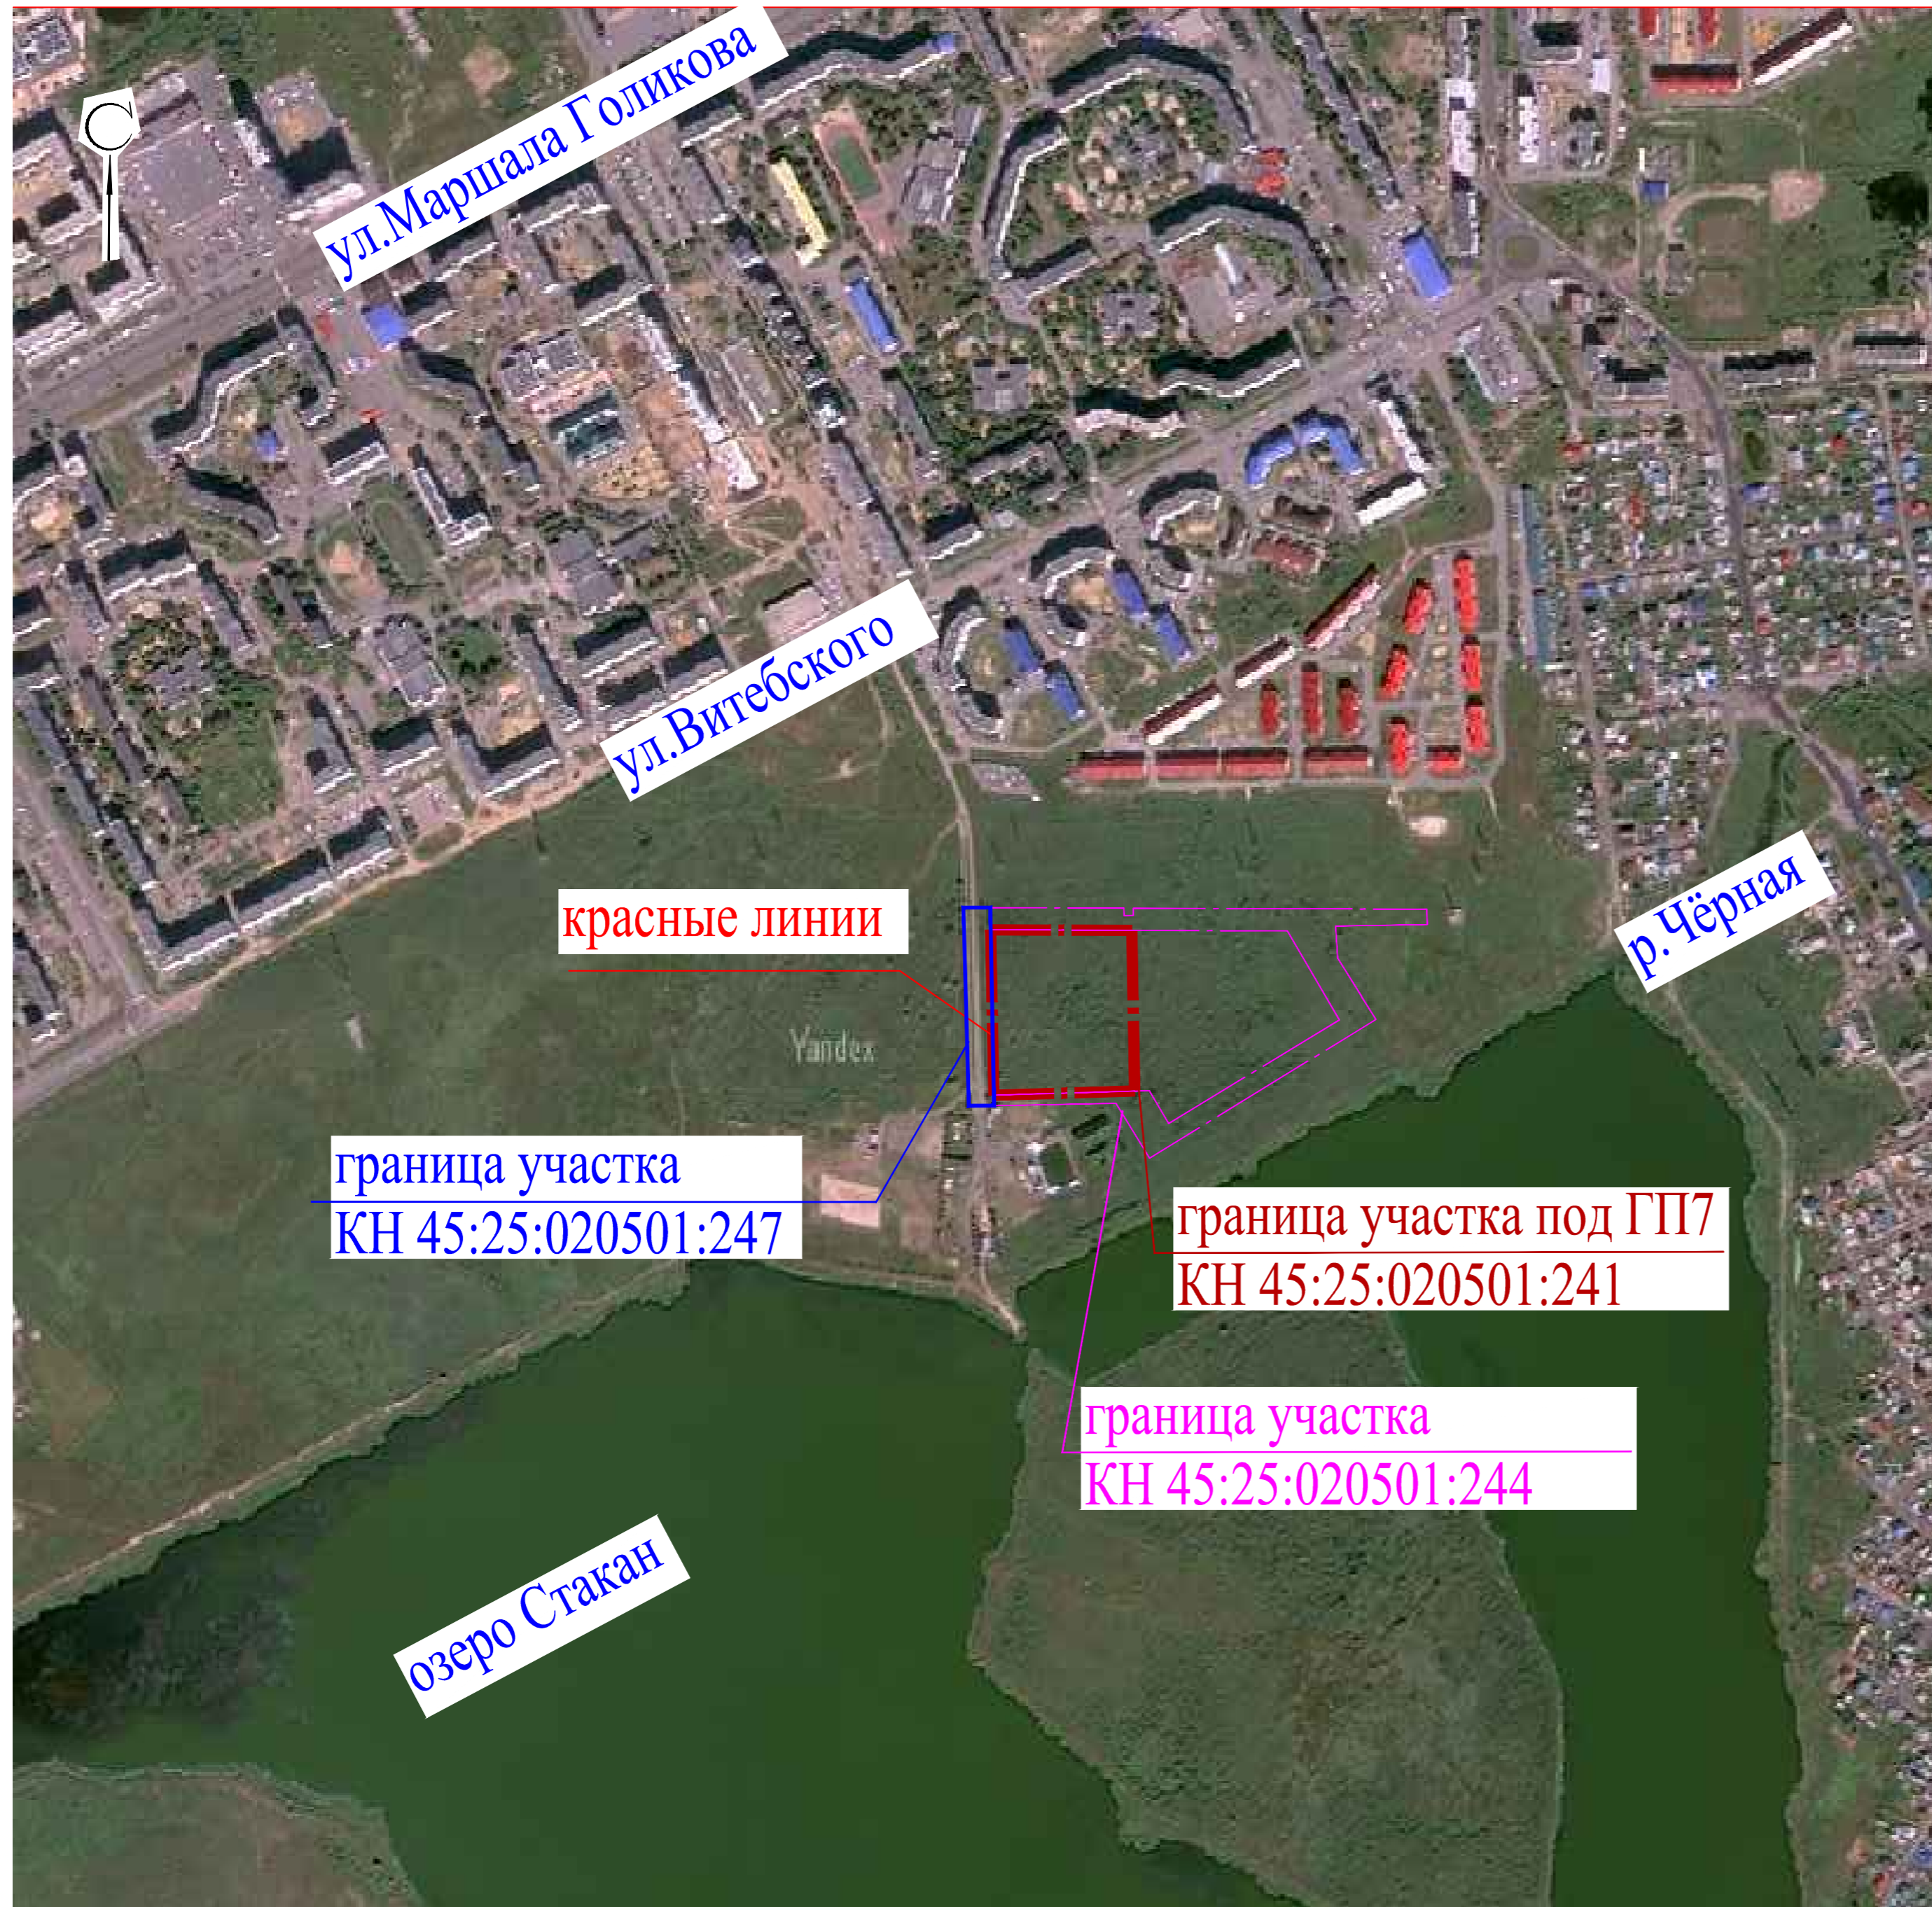 С
ул.Маршала Голикова
ул.Витебского
р.Чёрная
красные линии
Yandex
граница участка
КН 45:25:020501:247
граница участка под ГП7
КН 45:25:020501:241
граница участка
КН 45:25:020501:244
озеро Стакан